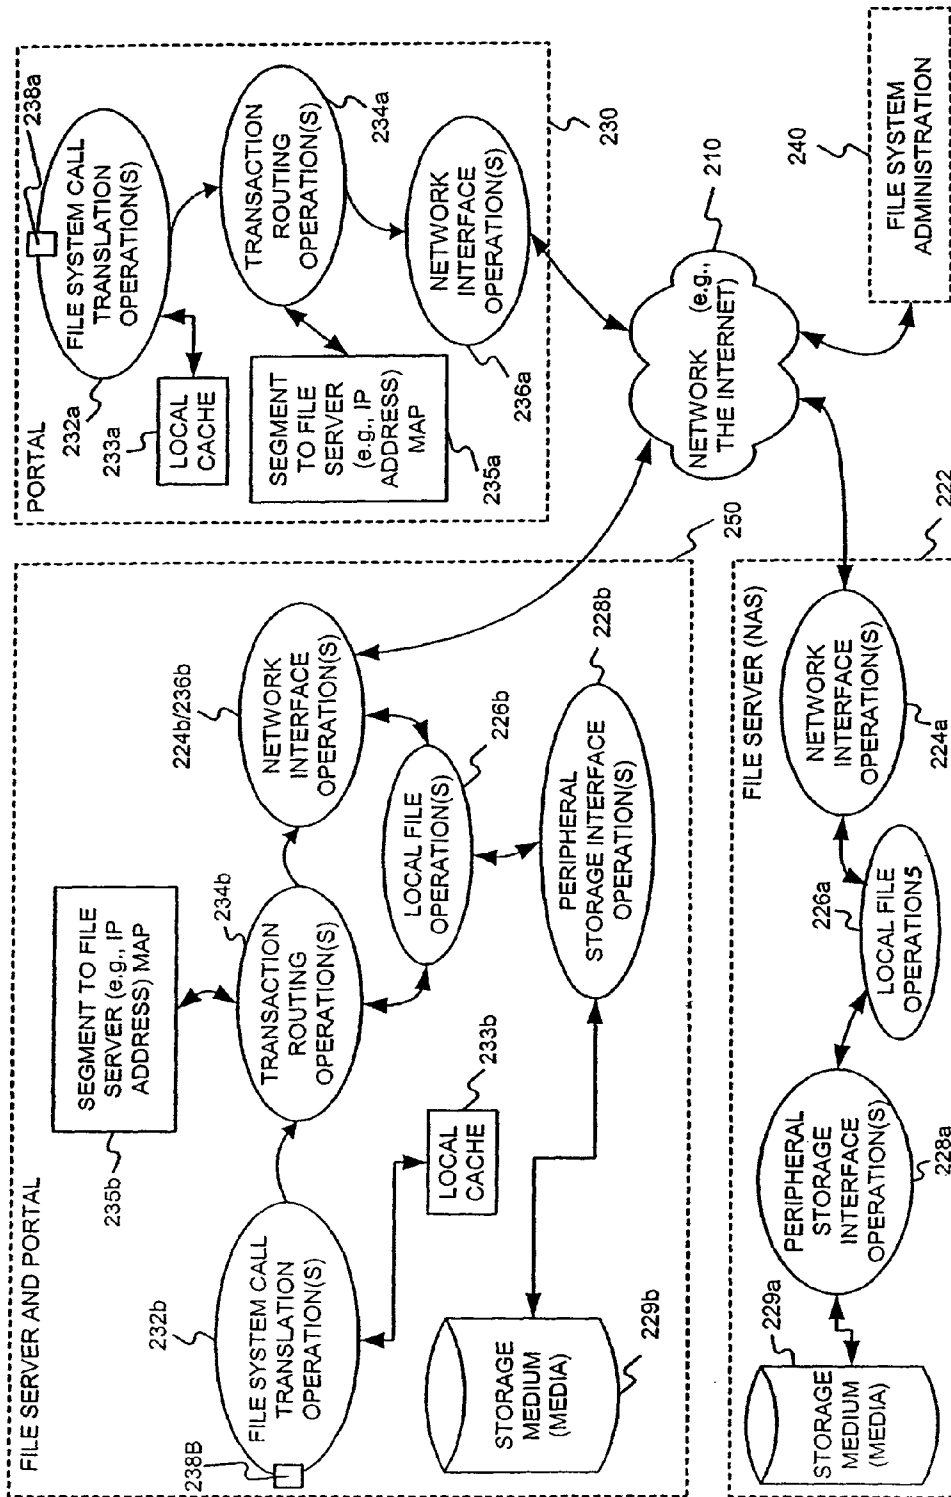 FILE SERVER AND PORTAL
235b
SEGMENT TO FILE
SERVER (e.g., IP
ADDRESS) MAP
232b
238B
FILE SYSTEM CALL
TRANSLATION
OPERATION(S)
234b
TRANSACTION
ROUTING
OPERATION(S)
224b/236b
NETWORK
INTERFACE
OPERATION(S)
LOCAL
CACHE
233b
226b
LOCAL FILE
OPERATION(S)
228b
PERIPHERAL
STORAGE INTERFACE
OPERATION(S)
STORAGE
MEDIUM
(MEDIA)
229b
250
PORTAL
232a
238a
FILE SYSTEM CALL
TRANSLATION
OPERATION(S)
233a
LOCAL
CACHE
234a
TRANSACTION
ROUTING
OPERATION(S)
SEGMENT
TO FILE
SERVER
(e.g., IP
ADDRESS)
MAP
235a
NETWORK
INTERFACE
OPERATION(S)
236a
230
210
NETWORK (e.g.,
THE INTERNET)
240
FILE SYSTEM
ADMINISTRATION
FILE SERVER (NAS)
222
229a
STORAGE
MEDIUM
(MEDIA)
PERIPHERAL
STORAGE
INTERFACE
OPERATION(S)
228a
226a
LOCAL FILE
OPERATIONS
NETWORK
INTERFACE
OPERATION(S)
224a